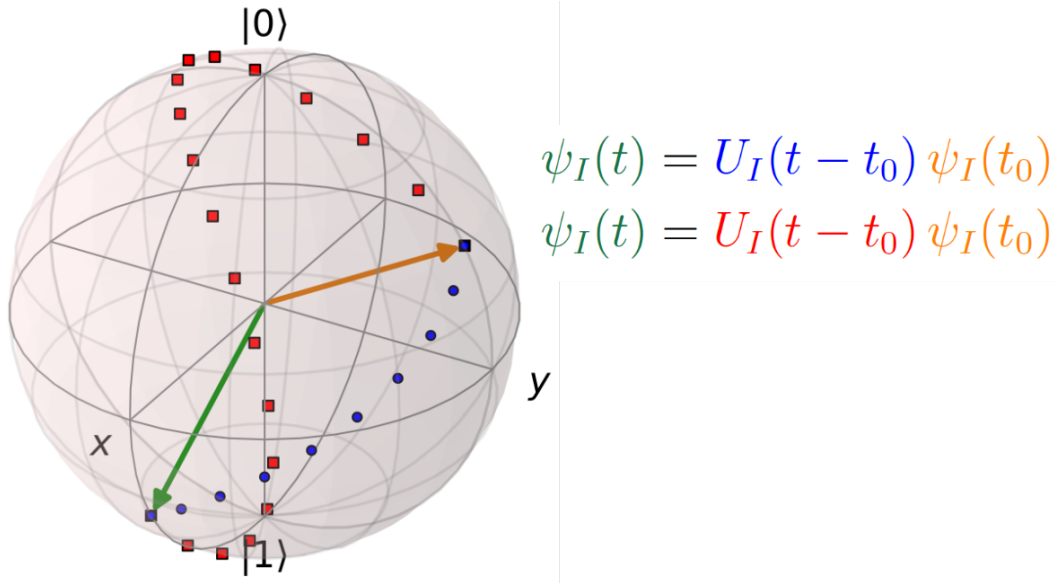 |0⟩
ψ_I(t) = U_I(t − t_0) ψ_I(t_0)
ψ_I(t) = U_I(t − t_0) ψ_I(t_0)
y
x
|1⟩